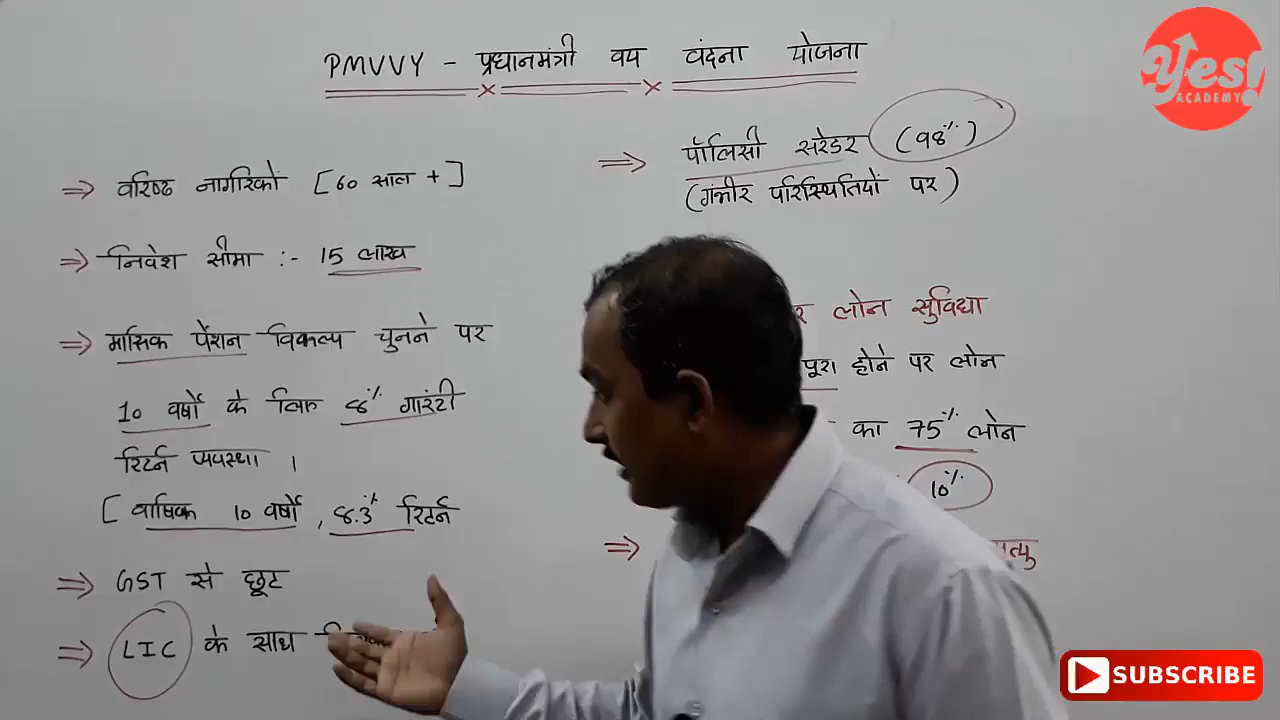 PMVVY - प्रधानमंत्री वय वंदना योजना
⇒ वरिष्ठ नागरिकों [60 साल +]
⇒ निवेश सीमा :- 15 लाख
⇒ मासिक पेंशन विकल्प चुनने पर
10 वर्षों के लिए 8% गारंटी
रिटर्न व्यवस्था ।
[ वार्षिक 10 वर्षों , 8.3% रिटर्न
⇒ GST से छूट
⇒ LIC के साथ
⇒ पॉलिसी सरेंडर (98%)
(गंभीर परिस्थितियों पर)
लोन सुविधा
पूरा होने पर लोन
का 75% लोन
10%
⇒
Yes!
ACADEMY
SUBSCRIBE